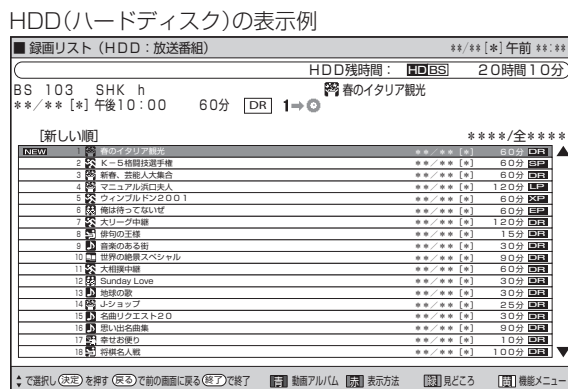 HDD(ハードディスク)の表示例
■ 録画リスト（HDD：放送番組） **/**[*]午前 **:**
HDD残時間： HD BS 20時間10分
BS 103 SHK h 春のイタリア観光
**/** [*] 午後10:00 60分 DR 1➡
[新しい順] ****/全****
NEW 1 春のイタリア観光 **/** [*] 60分 DR ▲
2 K－5格闘技選手権 **/** [*] 60分 SP
3 新春、芸能人大集合 **/** [*] 60分 DR
4 マニュアル浜口夫人 **/** [*] 120分 LP
5 ウィンブルドン2001 **/** [*] 60分 XP
6 俺は待ってないぜ **/** [*] 60分 EP
7 大リーグ中継 **/** [*] 120分 DR
8 俳句の王様 **/** [*] 15分 DR
9 音楽のある街 **/** [*] 30分 DR
10 世界の絶景スペシャル **/** [*] 90分 DR
11 大相撲中継 **/** [*] 60分 DR
12 Sunday Love **/** [*] 30分 DR
13 地球の歌 **/** [*] 30分 DR
14 J-ショップ **/** [*] 25分 DR
15 名曲リクエスト20 **/** [*] 30分 DR
16 思い出名曲集 **/** [*] 90分 DR
17 幸せお便り **/** [*] 10分 DR
18 将棋名人戦 **/** [*] 100分 DR ▼
で選択し 決定 を押す 戻る で前の画面に戻る 終了 で終了 青 動画アルバム 赤 表示方法 見どころ 機能メニュー